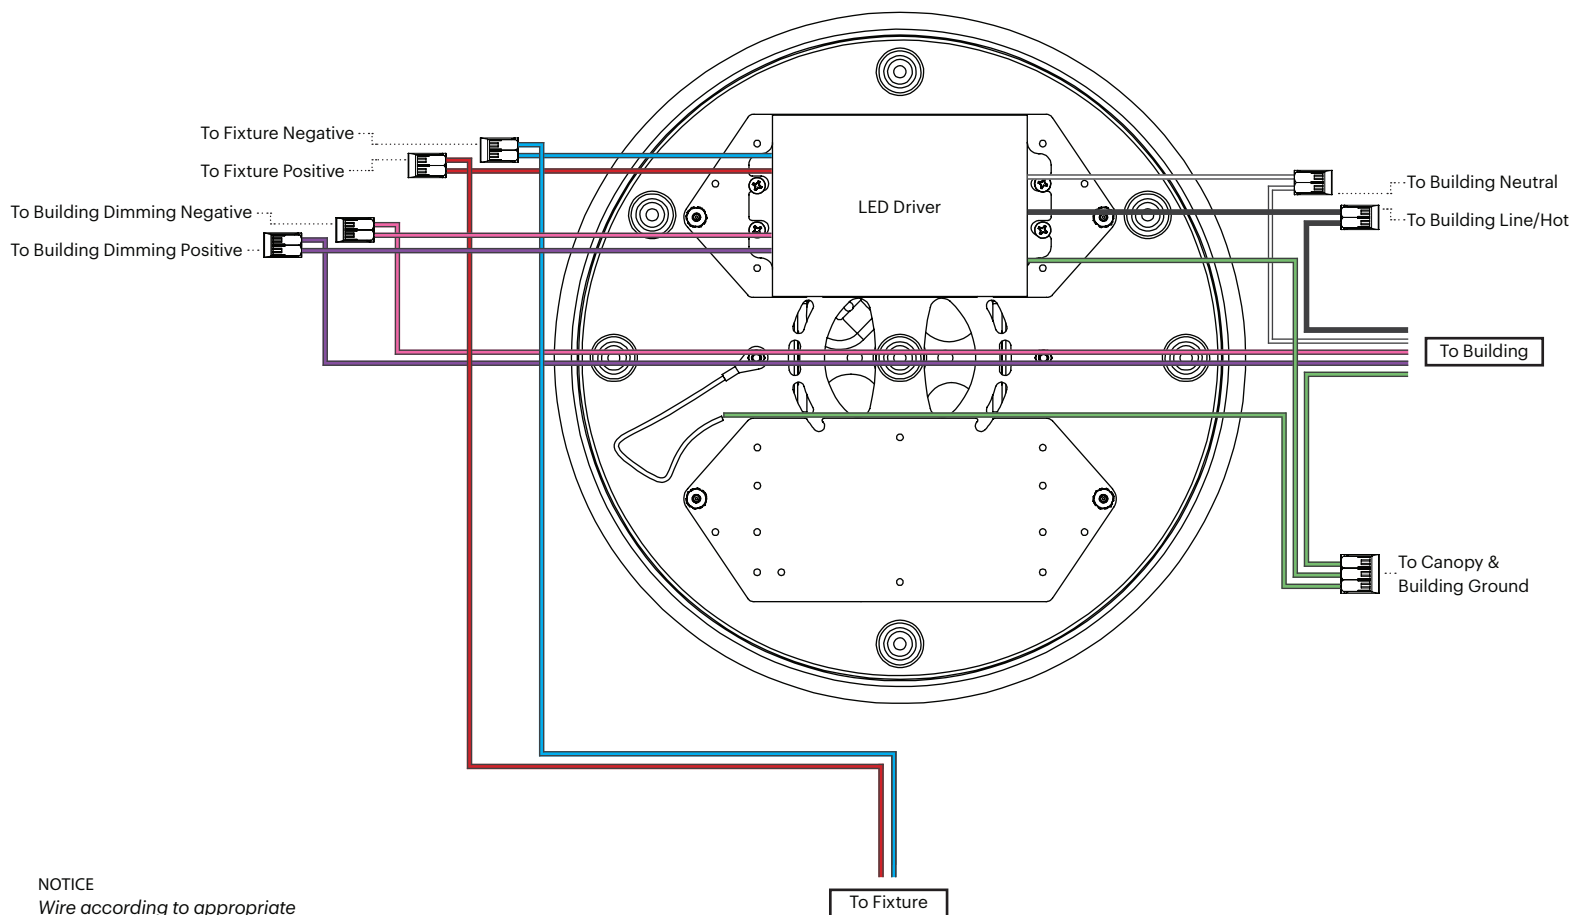 To Fixture Negative
To Fixture Positive
To Building Dimming Negative
To Building Dimming Positive
LED Driver
To Building Neutral
To Building Line/Hot
To Building
To Canopy &
Building Ground
NOTICE
Wire according to appropriate
To Fixture